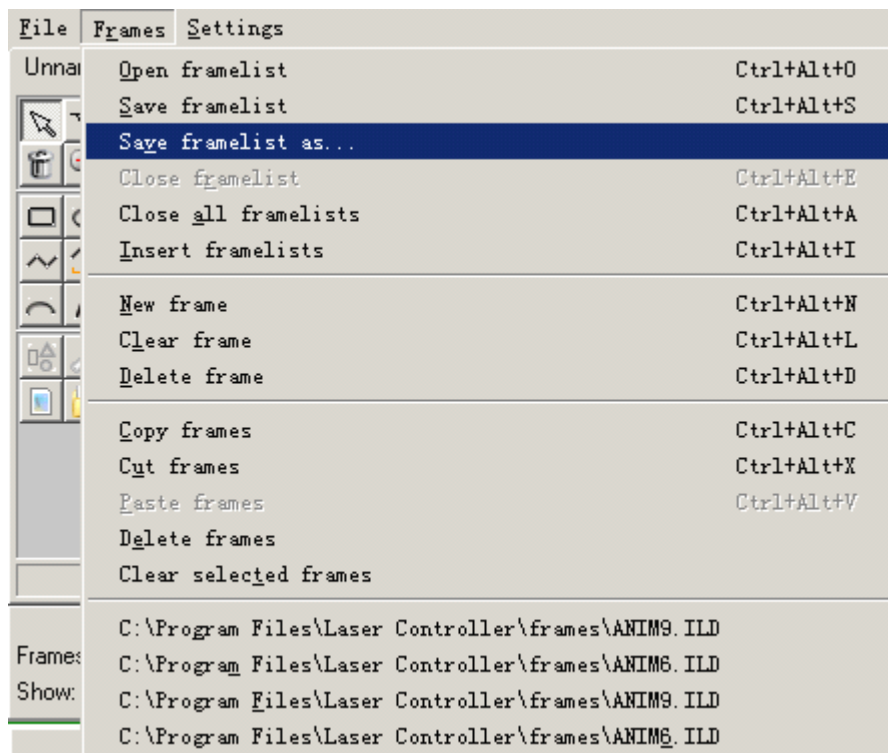 File Frames Settings
Unnar
Open framelist Ctrl+Alt+O
Save framelist Ctrl+Alt+S
Save framelist as...
Close framelist Ctrl+Alt+E
Close all framelists Ctrl+Alt+A
Insert framelists Ctrl+Alt+I
New frame Ctrl+Alt+N
Clear frame Ctrl+Alt+L
Delete frame Ctrl+Alt+D
Copy frames Ctrl+Alt+C
Cut frames Ctrl+Alt+X
Paste frames Ctrl+Alt+V
Delete frames
Clear selected frames
C:\Program Files\Laser Controller\frames\ANIM9.ILD
Frames
C:\Program Files\Laser Controller\frames\ANIM6.ILD
Show:
C:\Program Files\Laser Controller\frames\ANIM9.ILD
C:\Program Files\Laser Controller\frames\ANIM6.ILD